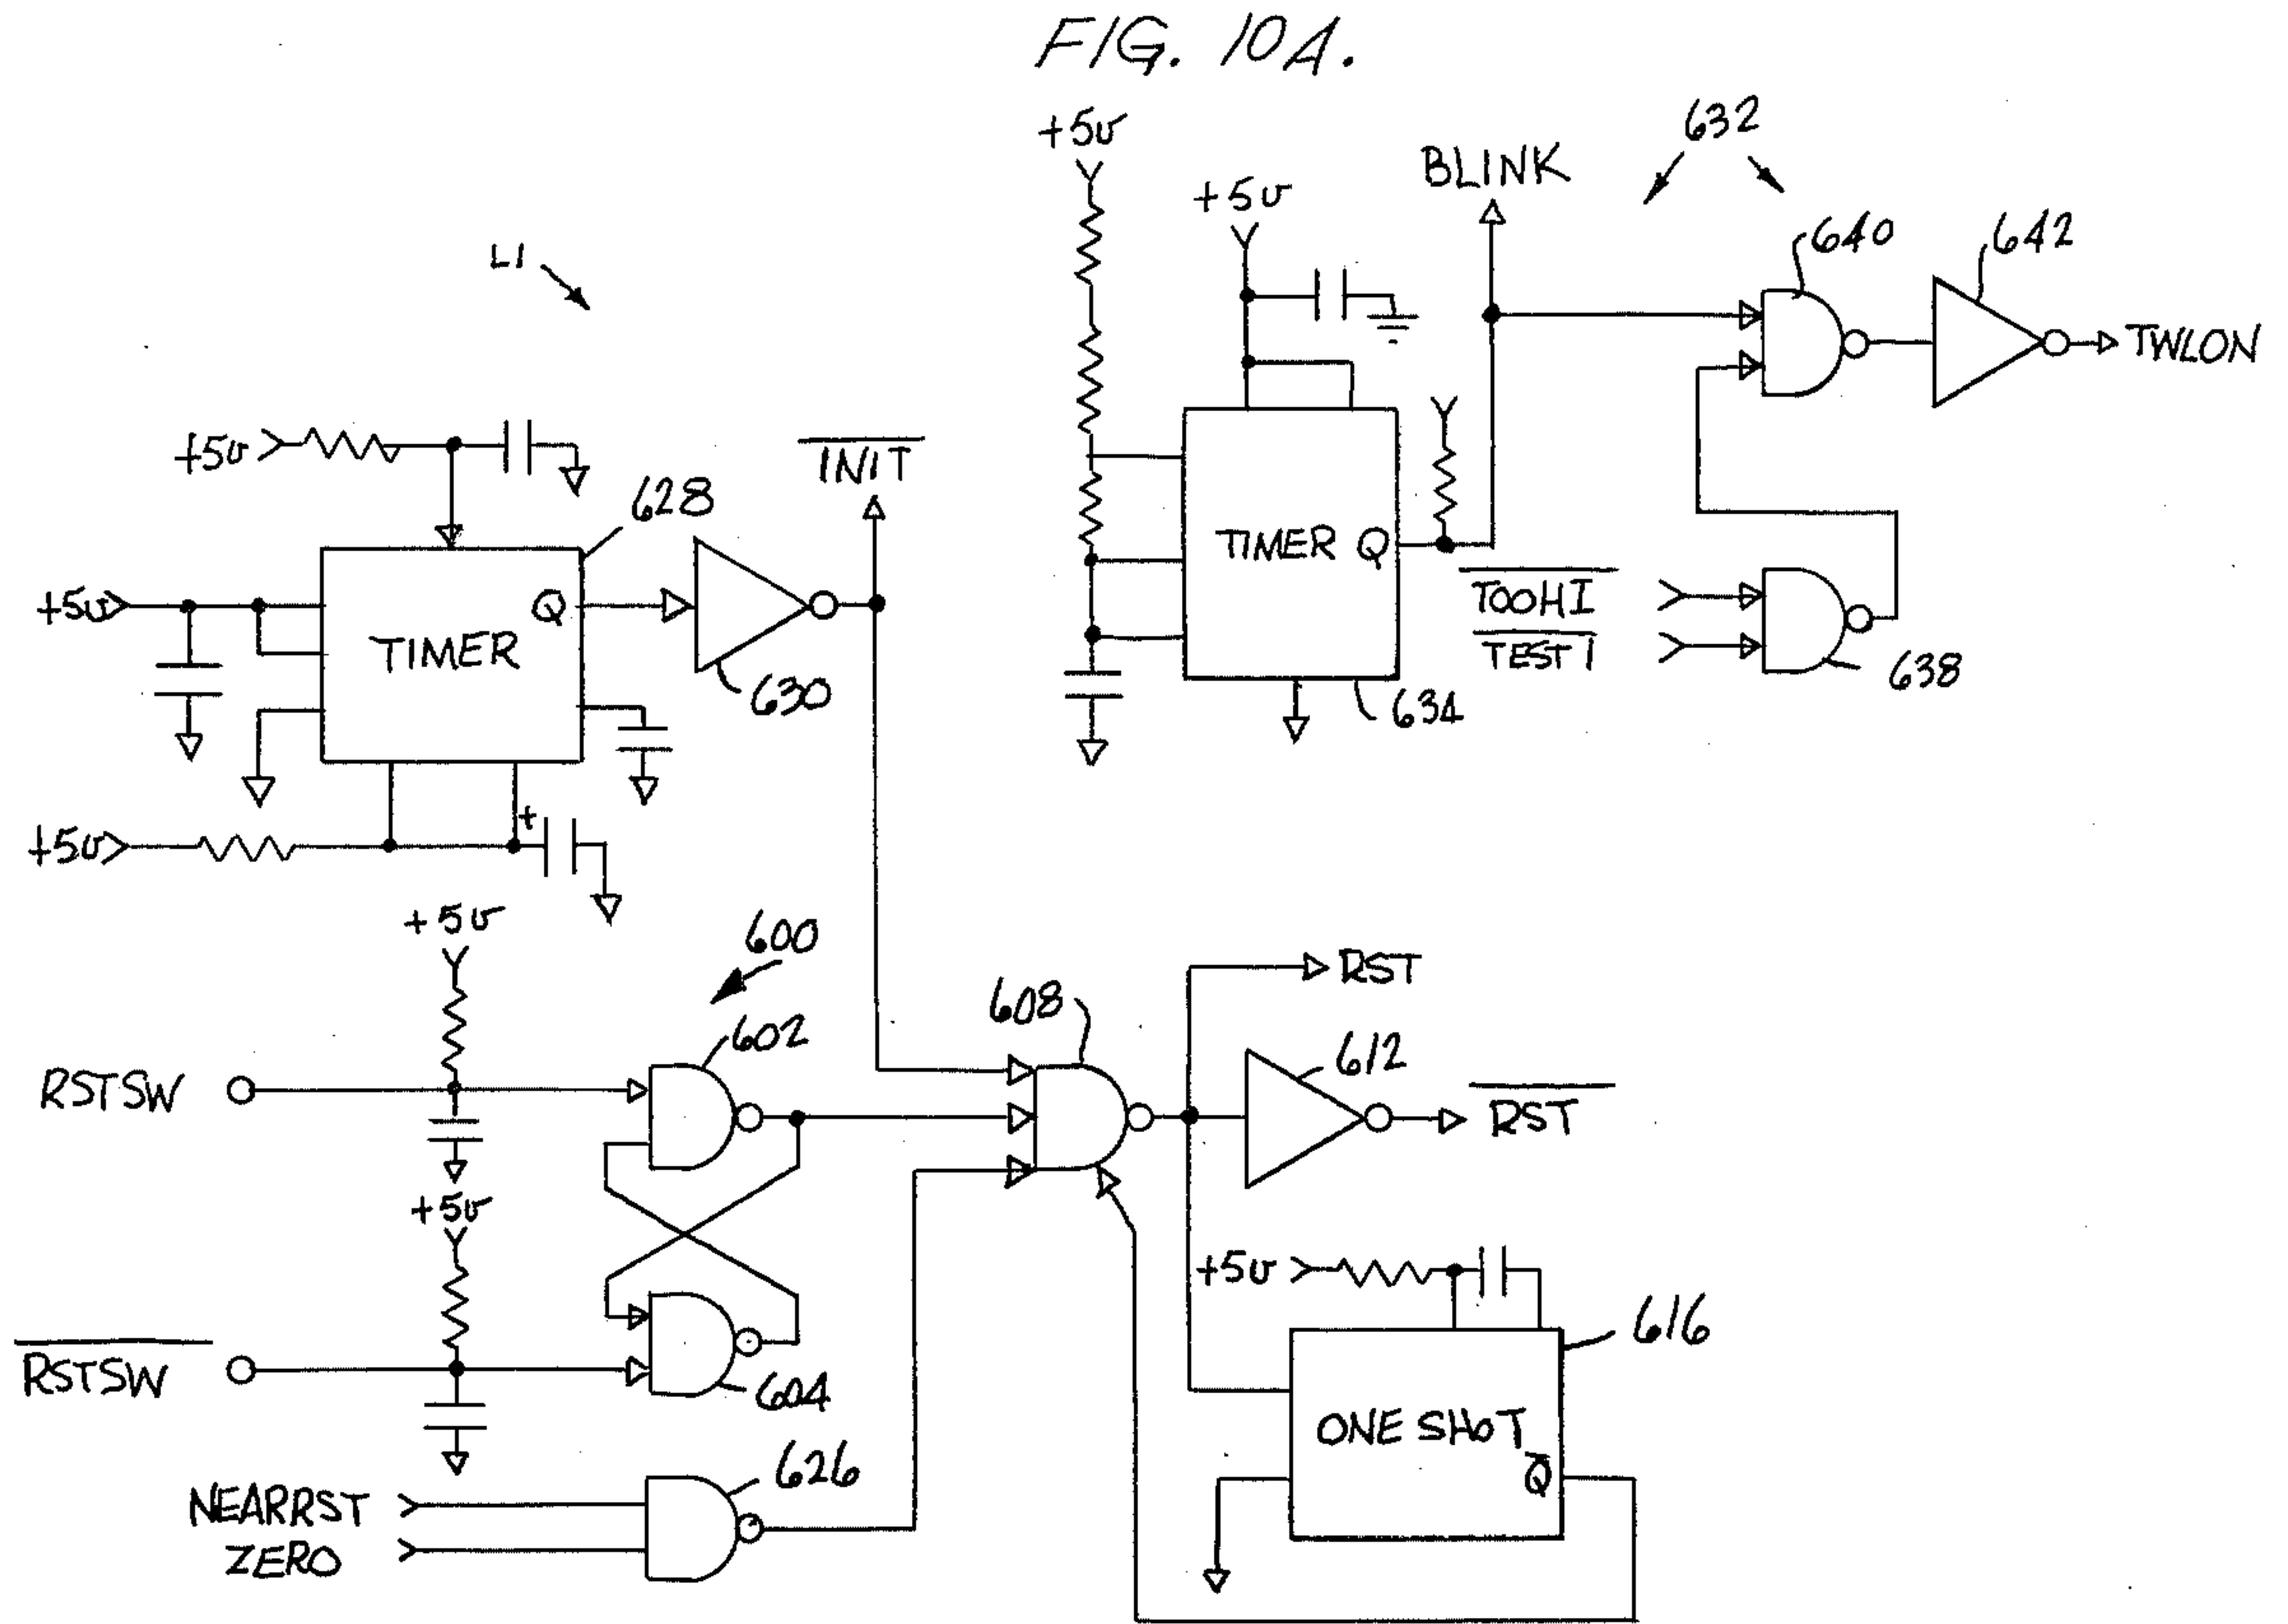 FIG. 10A.
L1
+5v
+5v
BLINK
632
640
642
TWLON
+5v
628
INIT
+5v
TIMER Q
630
+5v
TIMER Q
634
TOOHI
TEST 1
638
+5v
600
602
RSTSW
608
RST
612
RST
+5v
RSTSW
604
+5v
616
ONE SHOT
Q
NEARRST
ZERO
626